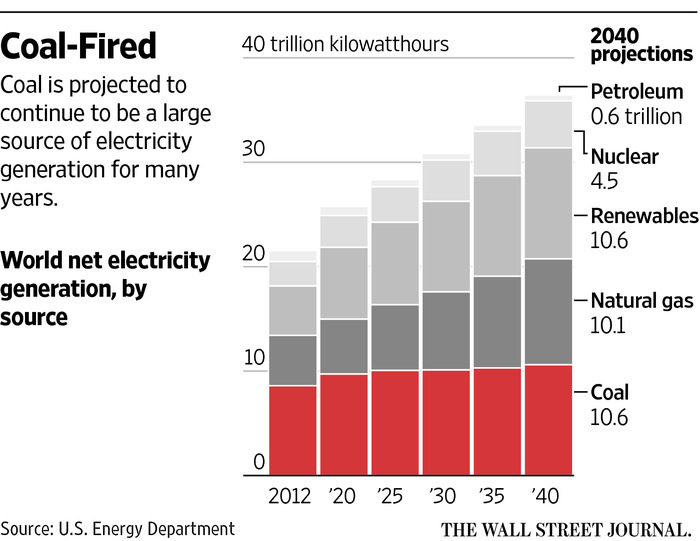 Coal-Fired
Coal is projected to
continue to be a large
source of electricity
generation for many
years.
World net electricity
generation, by
source
40 trillion kilowatthours
30
20
10
0
2012 ’20 ’25 ’30 ’35 ’40
2040
projections
Petroleum
0.6 trillion
Nuclear
4.5
Renewables
10.6
Natural gas
10.1
Coal
10.6
Source: U.S. Energy Department
THE WALL STREET JOURNAL.